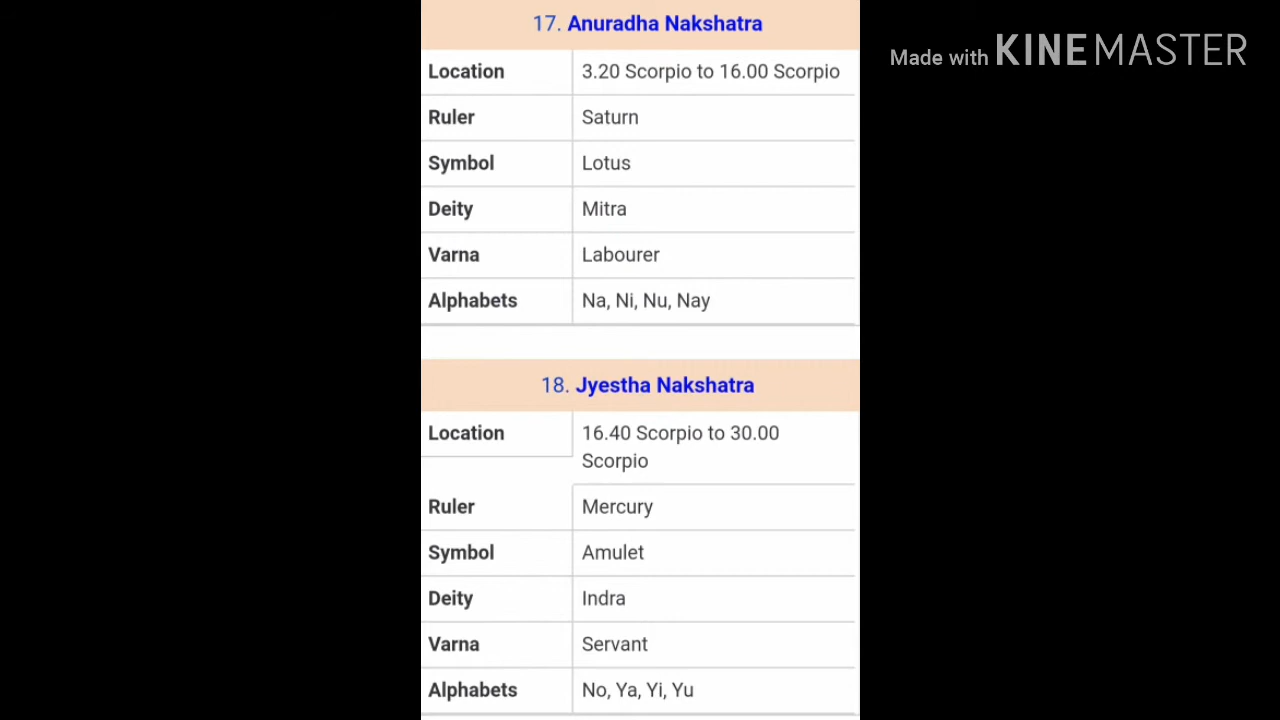 Made with KINEMASTER
17. Anuradha Nakshatra
Location 3.20 Scorpio to 16.00 Scorpio
Ruler Saturn
Symbol Lotus
Deity Mitra
Varna Labourer
Alphabets Na, Ni, Nu, Nay
18. Jyestha Nakshatra
Location 16.40 Scorpio to 30.00
Scorpio
Ruler Mercury
Symbol Amulet
Deity Indra
Varna Servant
Alphabets No, Ya, Yi, Yu